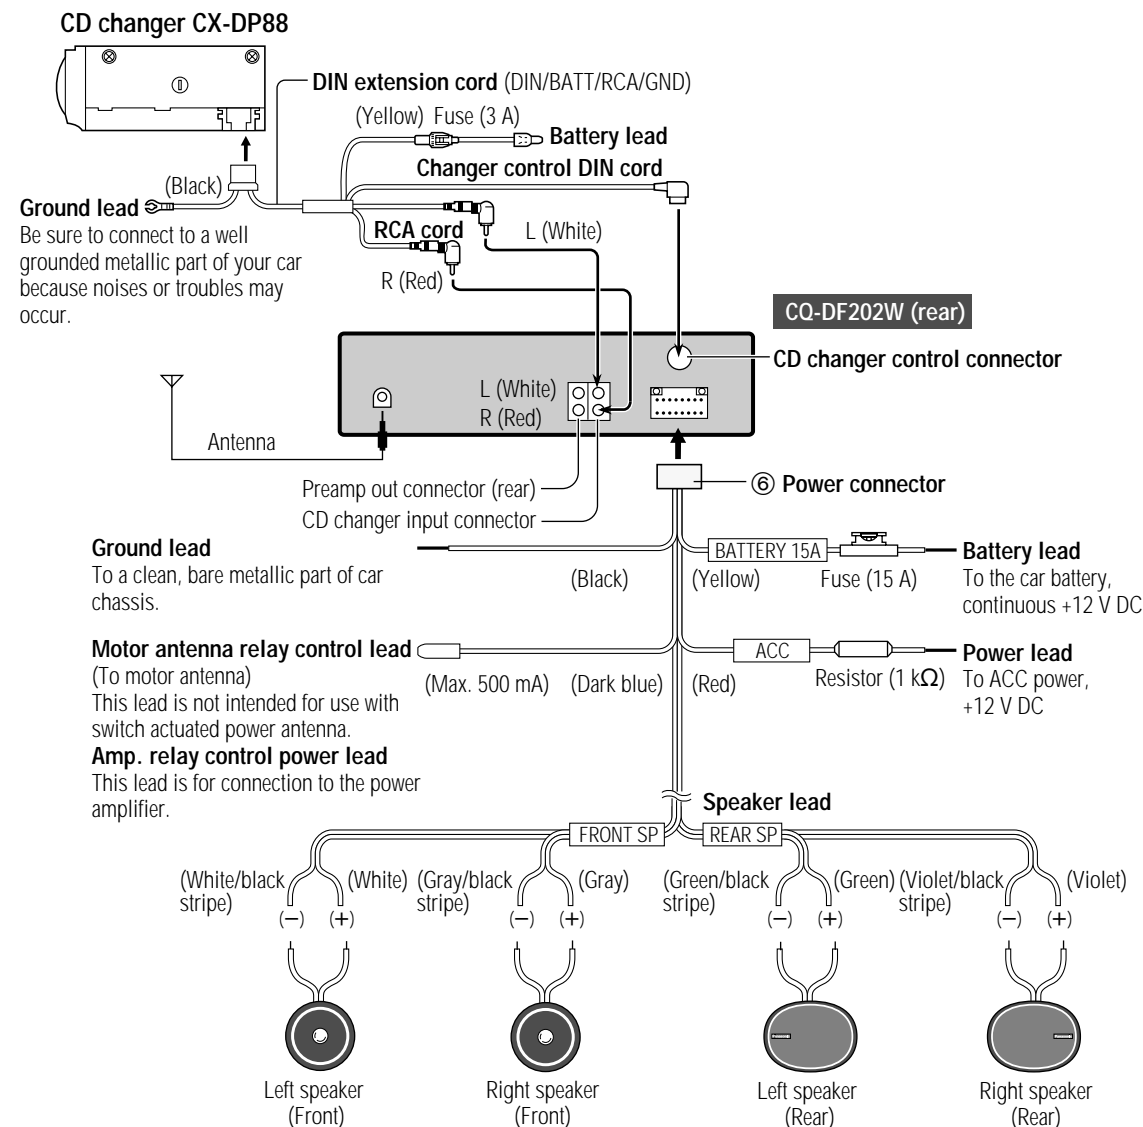 CD changer CX-DP88
DIN extension cord (DIN/BATT/RCA/GND)
(Yellow) Fuse (3 A)
Battery lead
Changer control DIN cord
(Black)
Ground lead
Be sure to connect to a well
grounded metallic part of your car
because noises or troubles may
occur.
RCA cord
L (White)
R (Red)
CQ-DF202W (rear)
CD changer control connector
L (White)
R (Red)
Antenna
Preamp out connector (rear)
CD changer input connector
⑥ Power connector
Ground lead
To a clean, bare metallic part of car
chassis.
(Black)
(Yellow)
BATTERY 15A
Fuse (15 A)
Battery lead
To the car battery,
continuous +12 V DC
Motor antenna relay control lead
(To motor antenna)
This lead is not intended for use with
switch actuated power antenna.
(Max. 500 mA)
(Dark blue)
(Red)
ACC
Resistor (1 kΩ)
Power lead
To ACC power,
+12 V DC
Amp. relay control power lead
This lead is for connection to the power
amplifier.
Speaker lead
FRONT SP
REAR SP
(White/black
stripe)
(White)
(Gray/black
stripe)
(Gray)
(Green/black
stripe)
(Green)
(Violet/black
stripe)
(Violet)
(−) (+)
(−) (+)
(−) (+)
(−) (+)
Left speaker
(Front)
Right speaker
(Front)
Left speaker
(Rear)
Right speaker
(Rear)